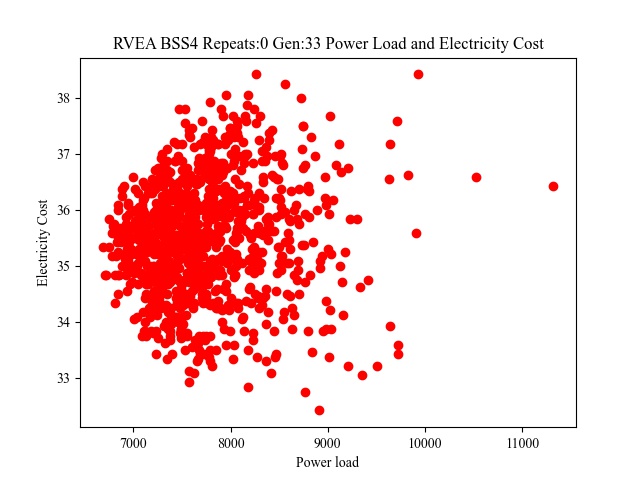 RVEA BSS4 Repeats:0 Gen:33 Power Load and Electricity Cost
38
37
36
35
34
33
Electricity Cost
7000 8000 9000 10000 11000
Power load